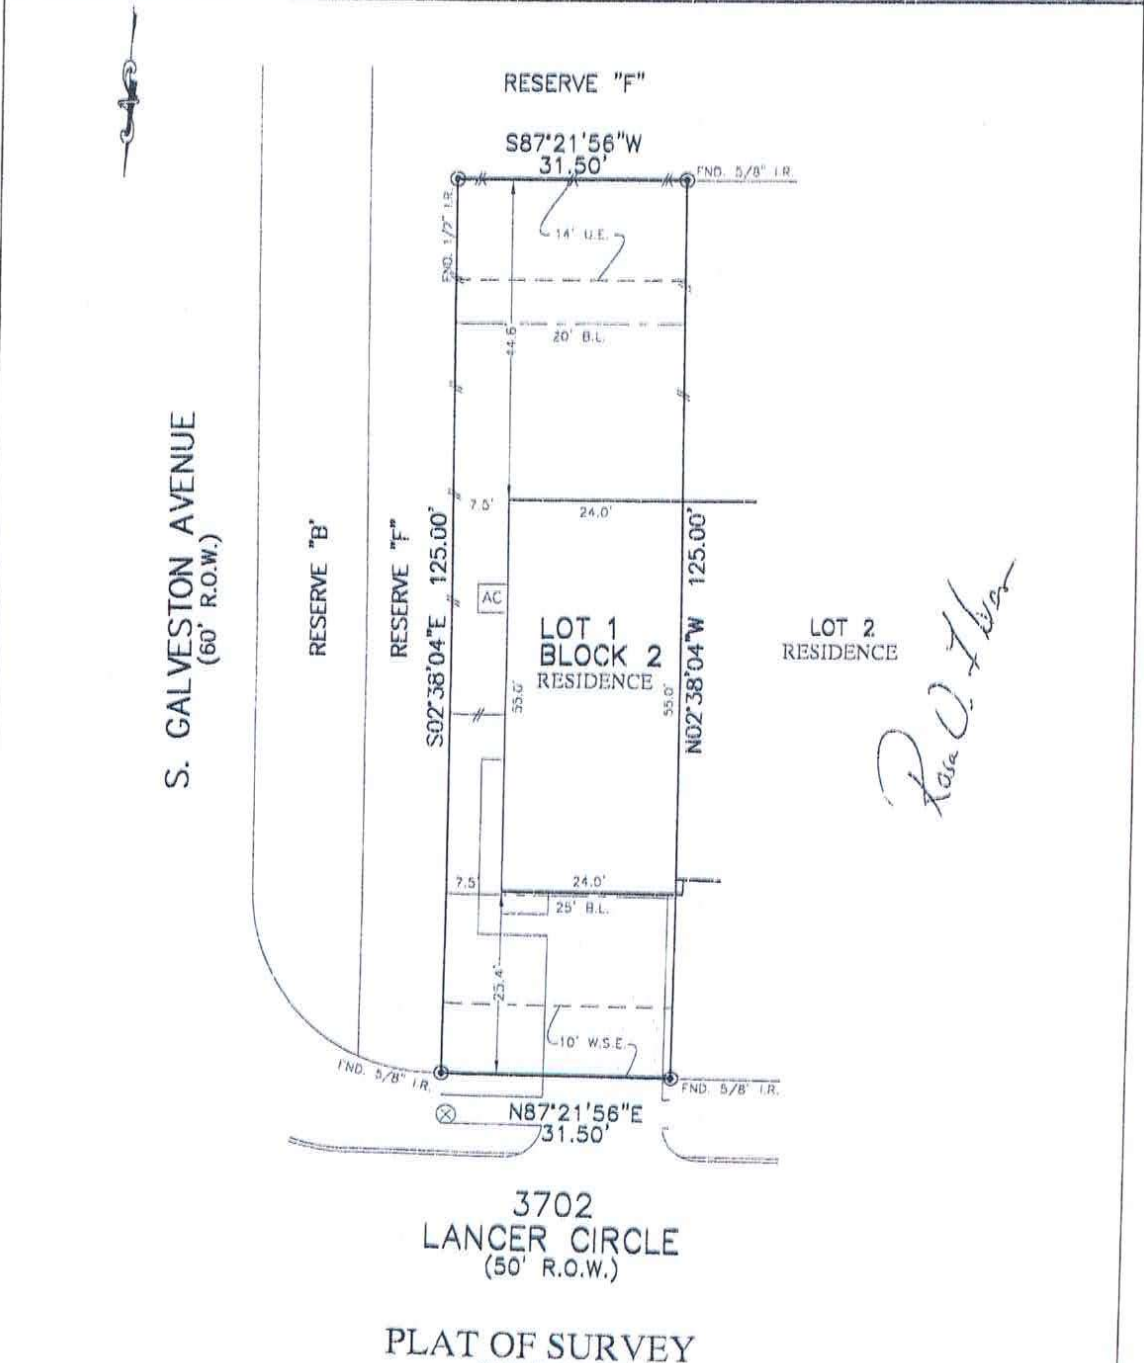 RESERVE "F"
S87°21'56"W
31.50'
FND. 5/8" I.R.
FND. 1/2" I.R.
14' U.E.
20' B.L.
44.6'
7.5'
24.0'
S. GALVESTON AVENUE
(60' R.O.W.)
RESERVE "B'
RESERVE "F"
S02°38'04"E 125.00'
AC
LOT 1
BLOCK 2
RESIDENCE
55.0'
55.0'
N02°38'04"W 125.00'
LOT 2
RESIDENCE
7.5'
24.0'
25' B.L.
25.4'
10' W.S.E.
FND. 5/8" I.R.
FND. 5/8' I.R.
N87°21'56"E
31.50'
3702
LANCER CIRCLE
(50' R.O.W.)
PLAT OF SURVEY